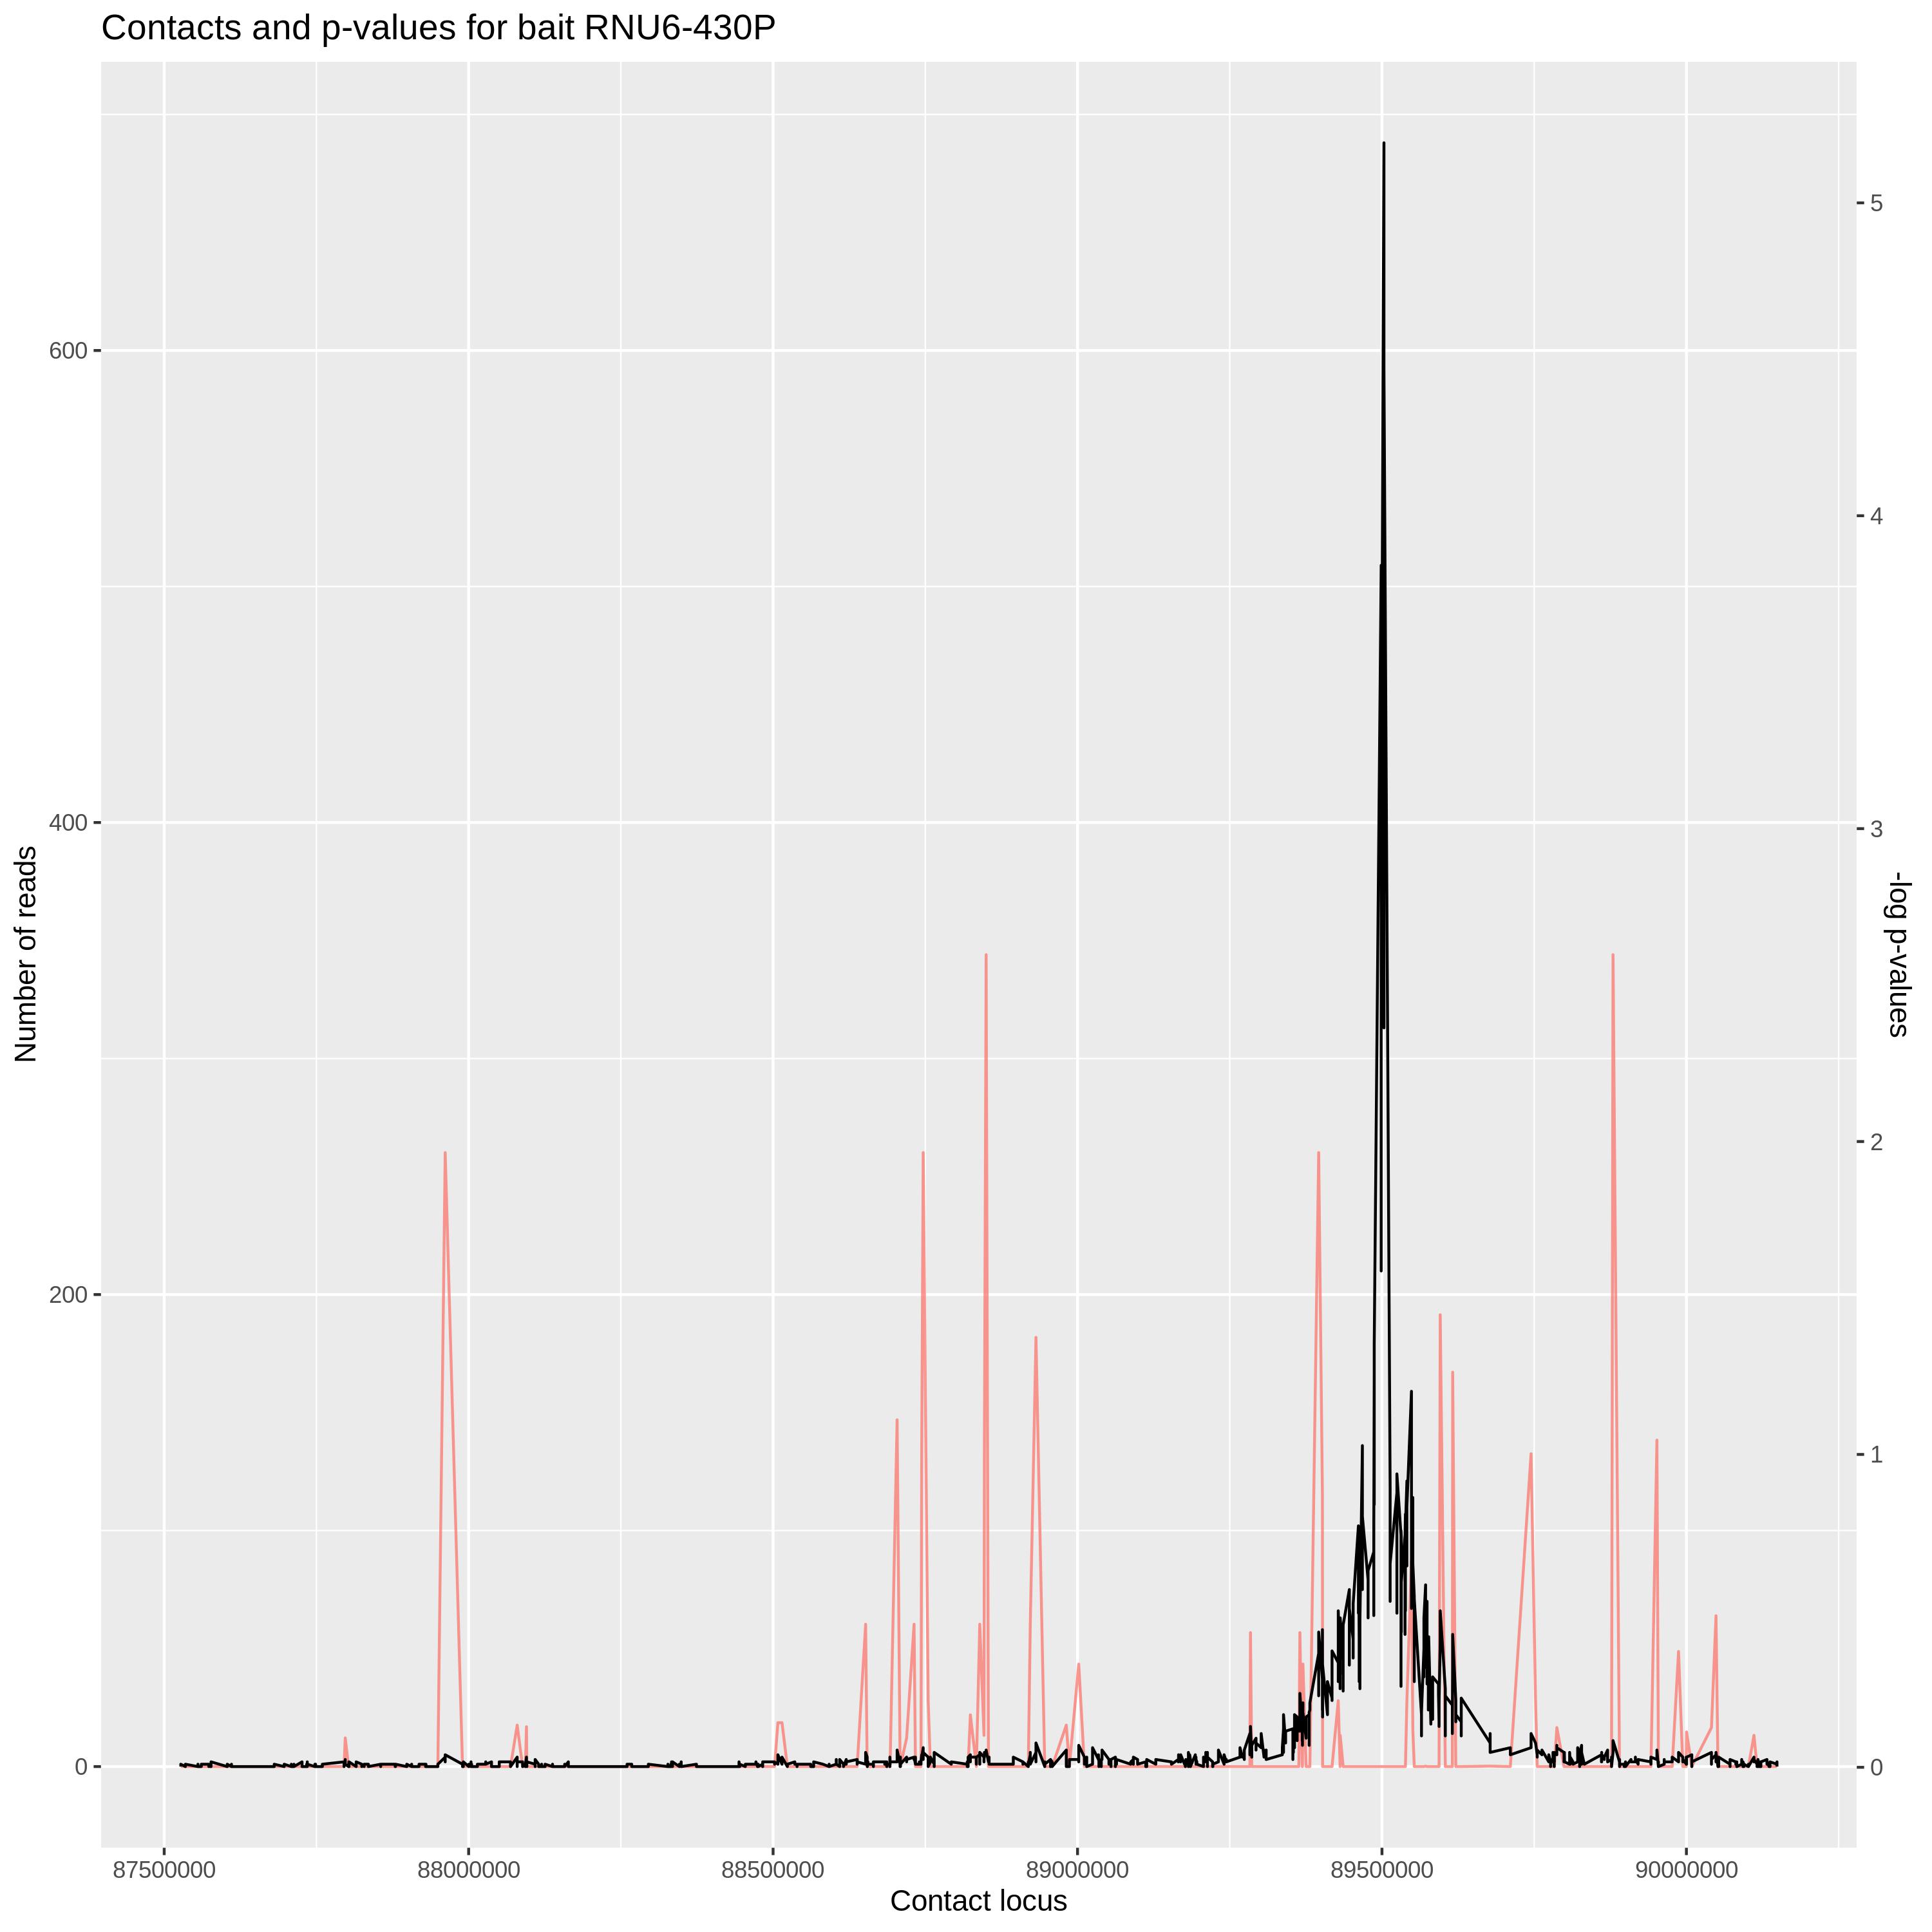 Contacts and p-values for bait RNU6-430P
Number of reads
600
400
200
0
5
4
3
2
1
0
-log p-values
87500000 88000000 88500000 89000000 89500000 90000000
Contact locus